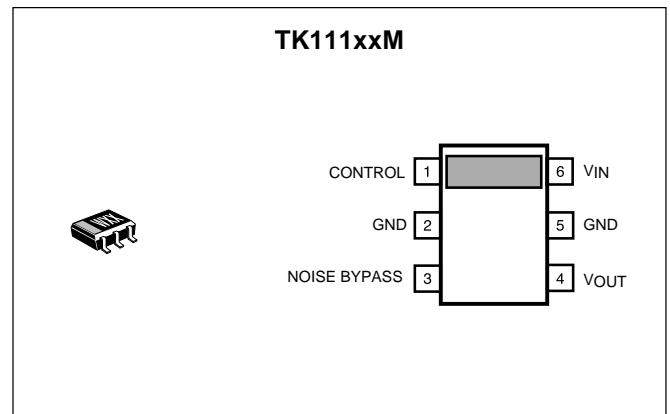 TK111xxM
CONTROL 1 6 VIN
GND 2 5 GND
NOISE BYPASS 3 4 VOUT